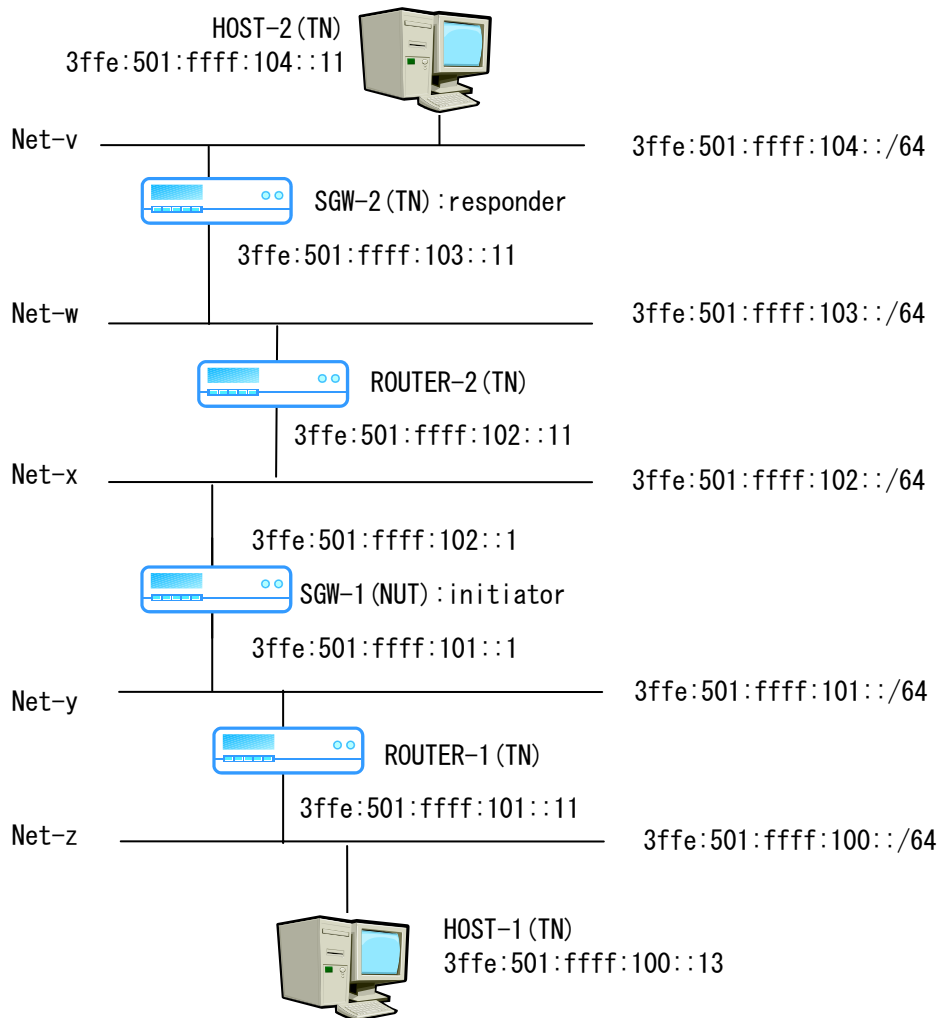 HOST-2(TN)
3ffe:501:ffff:104::11
Net-v
3ffe:501:ffff:104::/64
SGW-2(TN):responder
3ffe:501:ffff:103::11
Net-w
3ffe:501:ffff:103::/64
ROUTER-2(TN)
3ffe:501:ffff:102::11
Net-x
3ffe:501:ffff:102::/64
3ffe:501:ffff:102::1
SGW-1(NUT):initiator
3ffe:501:ffff:101::1
Net-y
3ffe:501:ffff:101::/64
ROUTER-1(TN)
3ffe:501:ffff:101::11
Net-z
3ffe:501:ffff:100::/64
HOST-1(TN)
3ffe:501:ffff:100::13